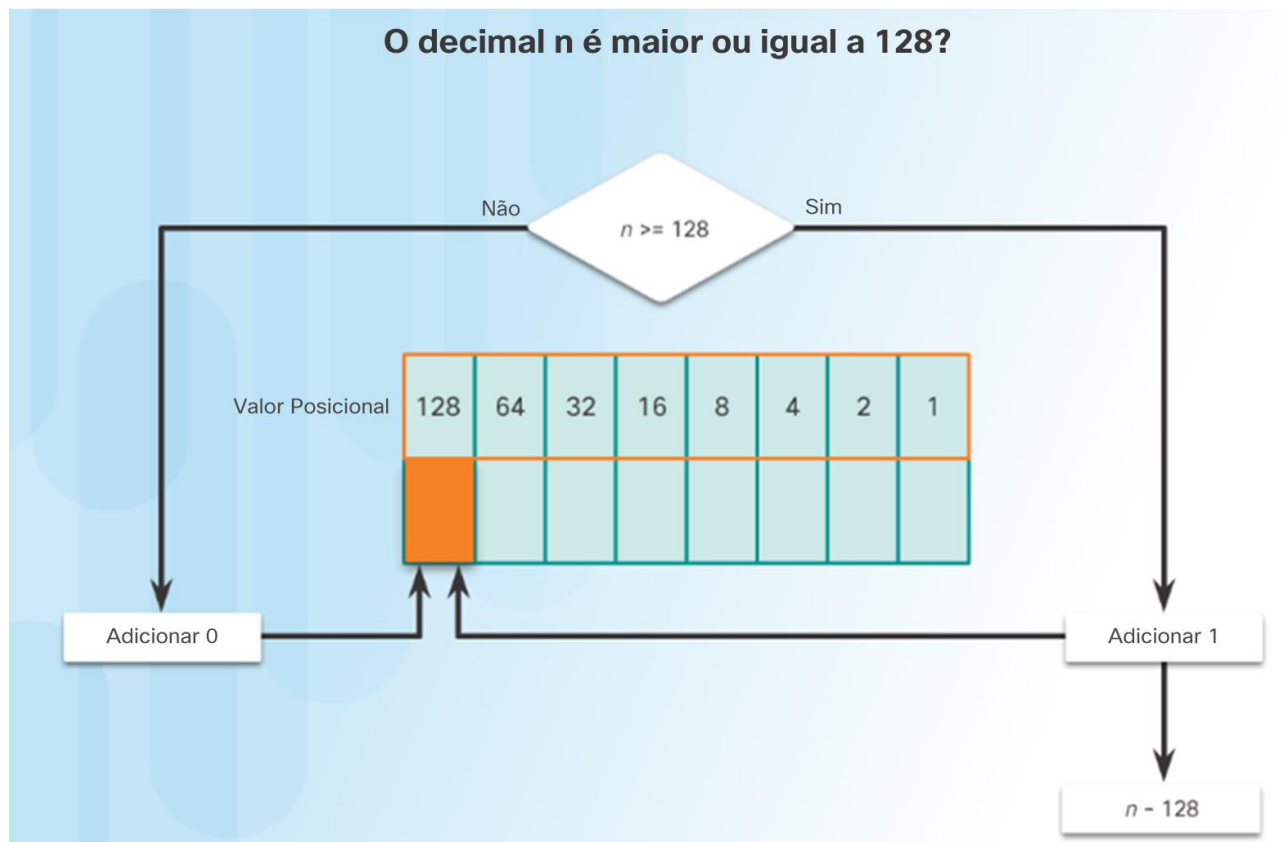 O decimal n é maior ou igual a 128?
Não
Sim
n >= 128
Valor Posicional 128 64 32 16 8 4 2 1
Adicionar 0
Adicionar 1
n - 128